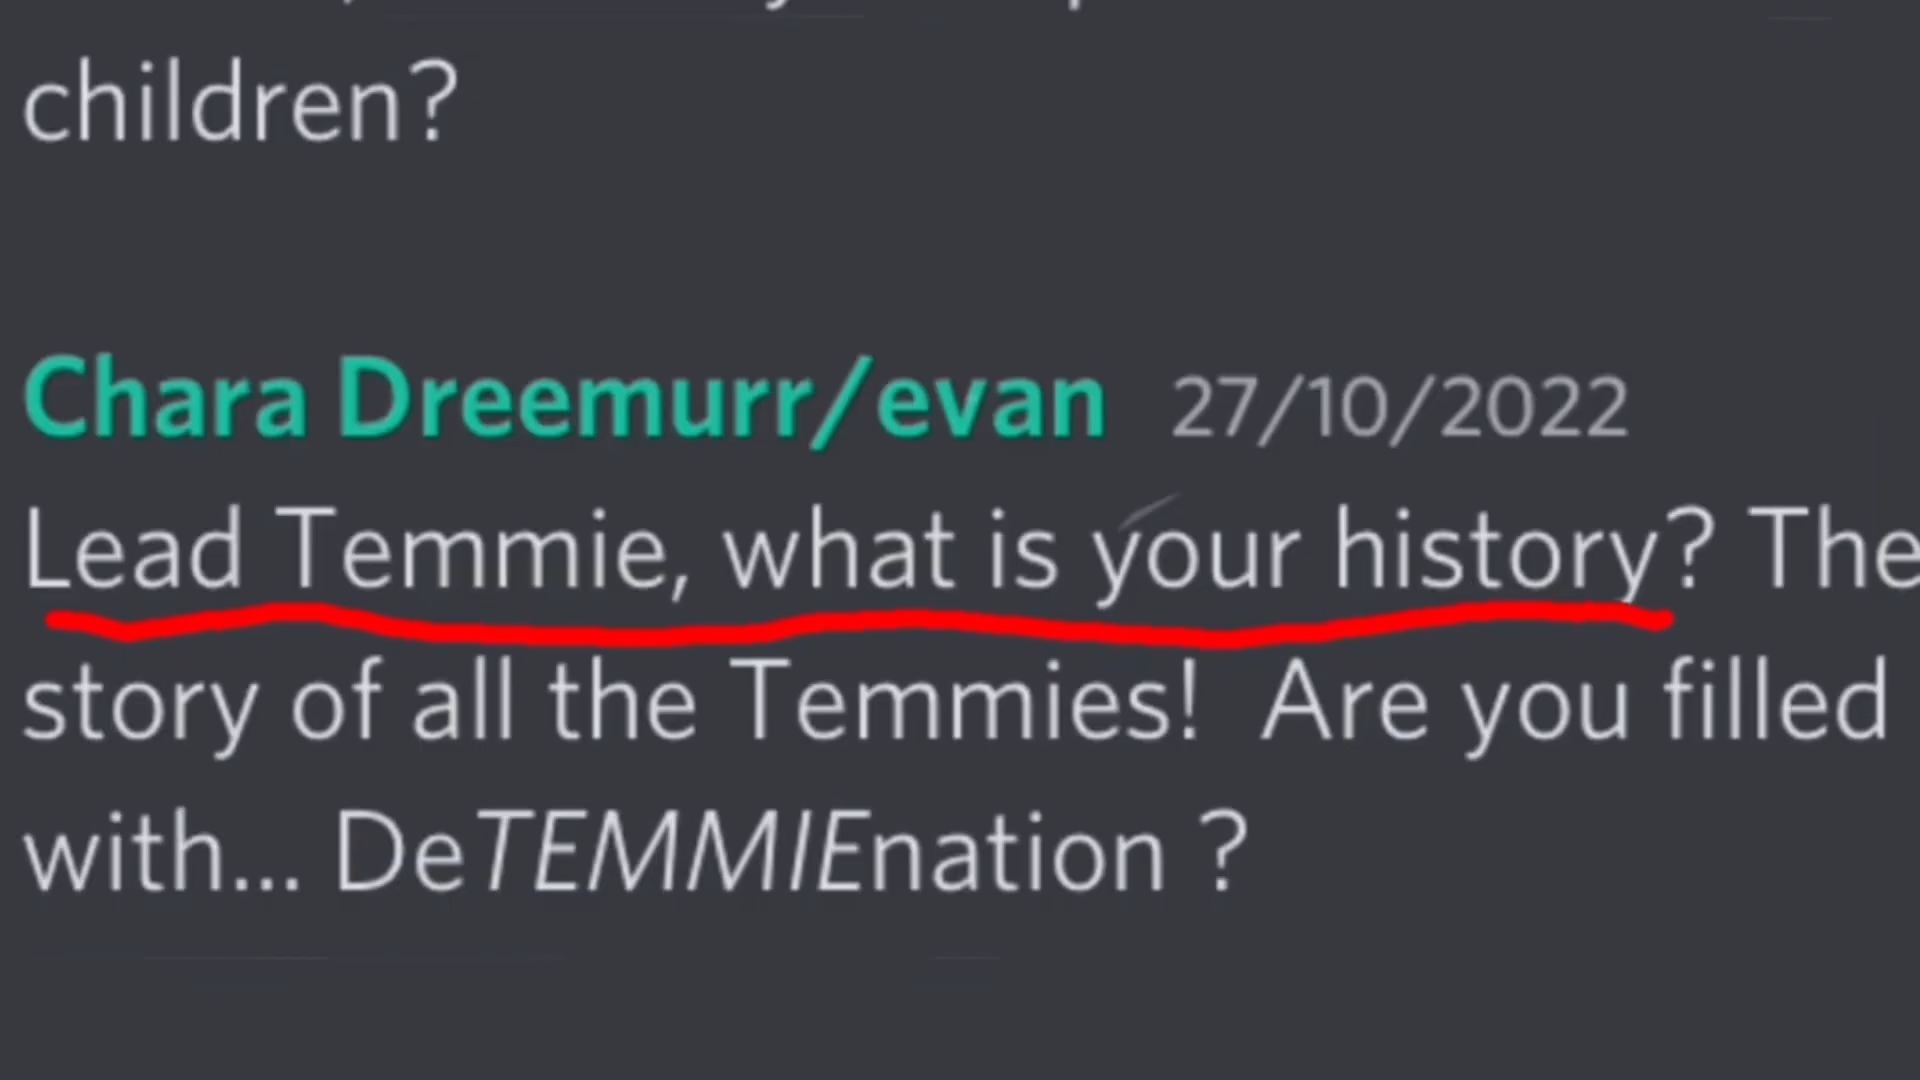 children?
Chara Dreemurr/evan 27/10/2022
Lead Temmie, what is your history? The
story of all the Temmies!  Are you filled
with... DeTEMMIEnation ?